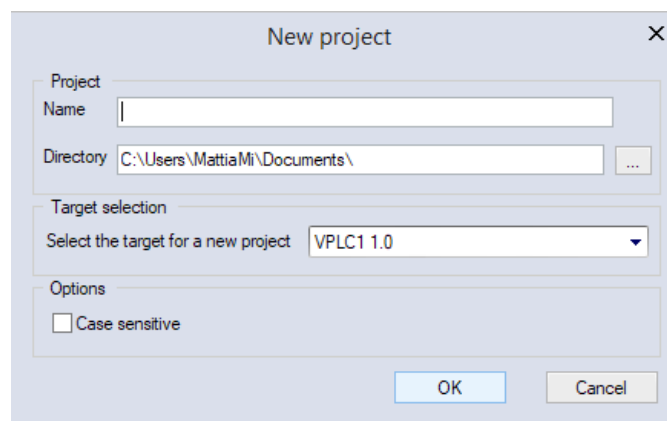 New project
Project
Name
Directory C:\Users\MattiaMi\Documents\ ...
Target selection
Select the target for a new project VPLC1 1.0
Options
Case sensitive
OK Cancel